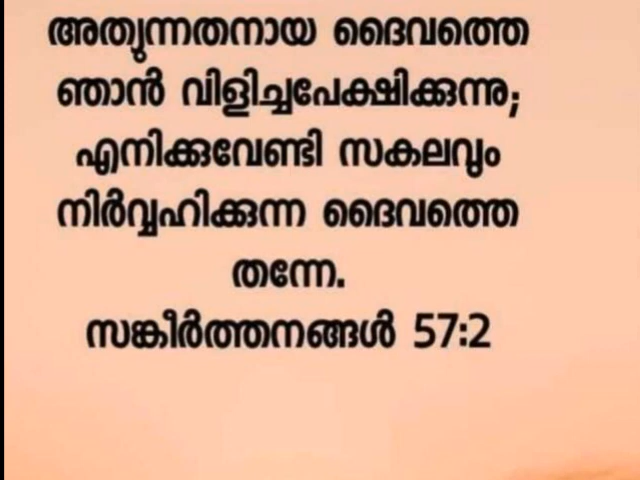 അത്യുന്നതനായ ദൈവത്തെ
ഞാൻ വിളിച്ചപേക്ഷിക്കുന്നു;
എനിക്കുവേണ്ടി സകലവും
നിർവ്വഹിക്കുന്ന ദൈവത്തെ
തന്നേ.
സങ്കീർത്തനങ്ങൾ 57:2